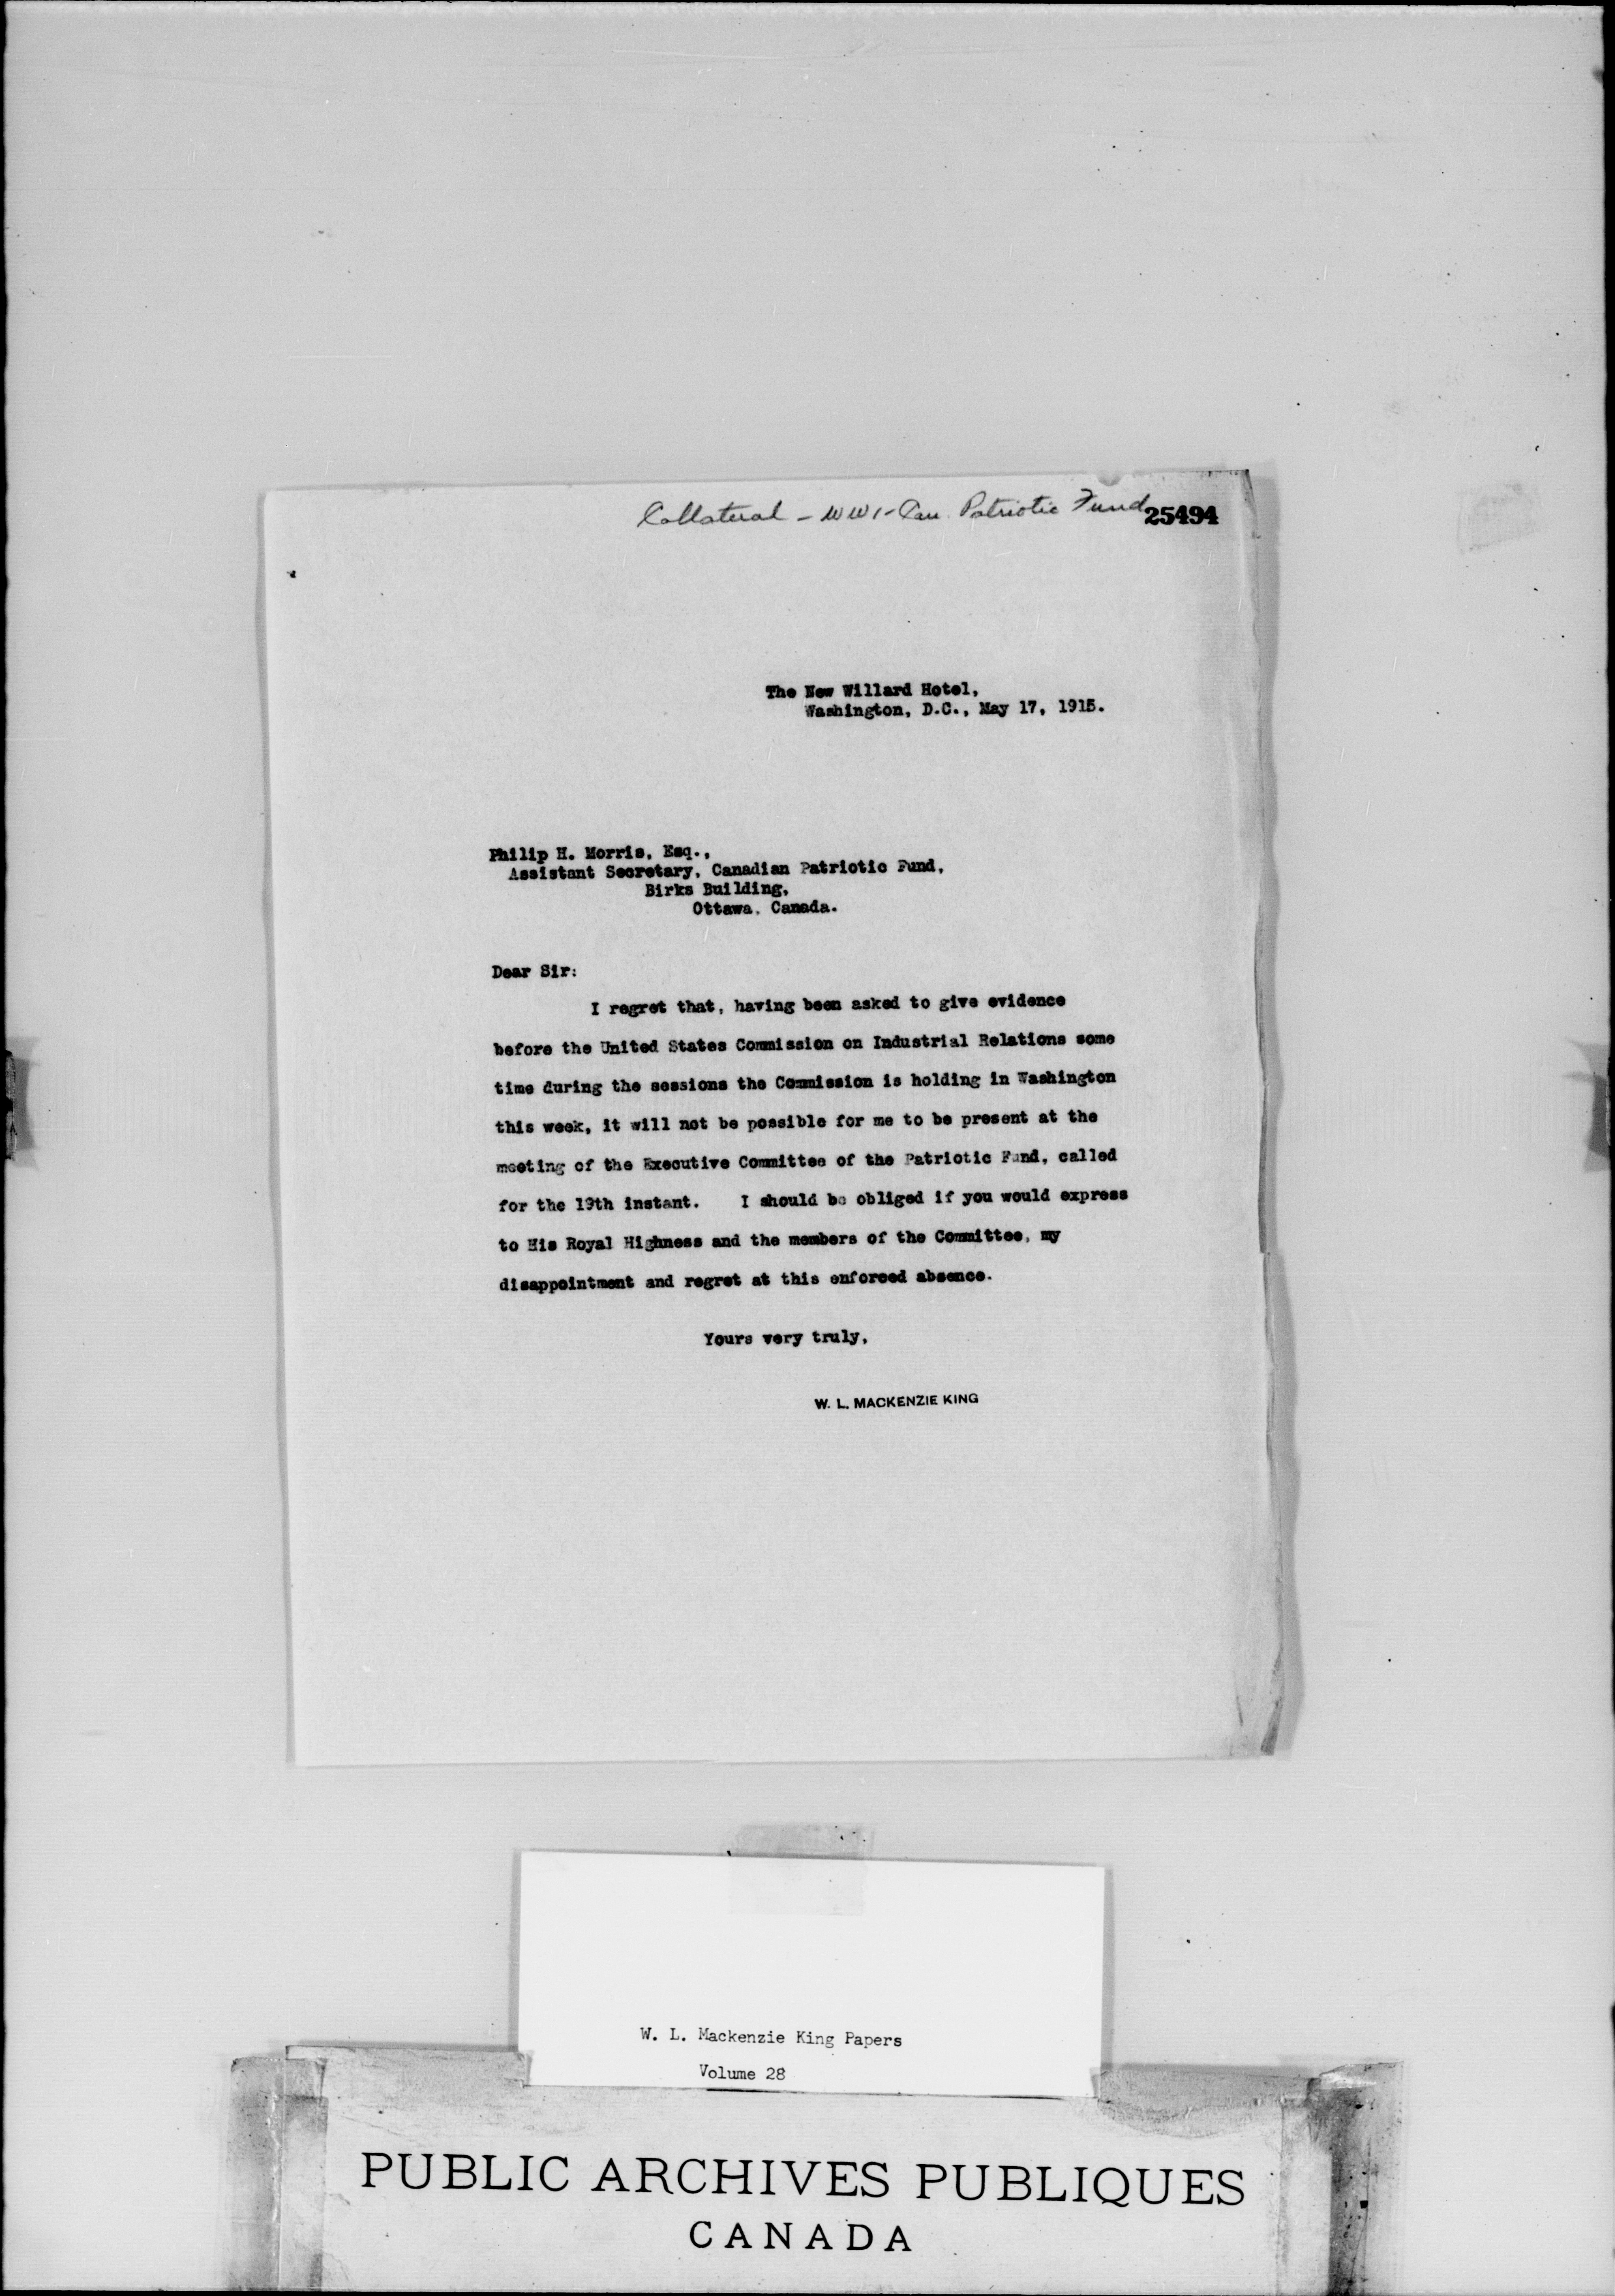 Collateral - WW1 - Can. Patriotic Fund 25494
The New Willard Hotel,
Washington, D.C., May 17, 1915.
Philip H. Morris, Esq.,
Assistant Secretary, Canadian Patriotic Fund,
Birks Building,
Ottawa, Canada.
Dear Sir:
I regret that, having been asked to give evidence
before the United States Commission on Industrial Relations some
time during the sessions the Commission is holding in Washington
this week, it will not be possible for me to be present at the
meeting of the Executive Committee of the Patriotic Fund, called
for the 19th instant. I should be obliged if you would express
to His Royal Highness and the members of the Committee, my
disappointment and regret at this enforced absence.
Yours very truly,
W. L. MACKENZIE KING
W. L. Mackenzie King Papers
Volume 28
PUBLIC ARCHIVES PUBLIQUES
CANADA